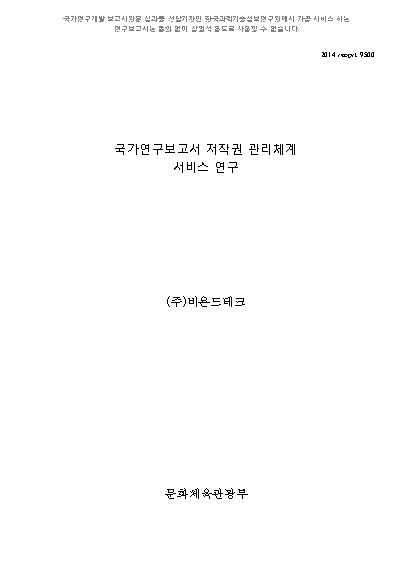 국가연구개발 보고서원문 성과물 전담기관인 한국과학기술정보연구원에서 가공·서비스 하는
연구보고서는 동의 없이 상업적 용도로 사용할 수 없습니다.
2014 report 9500
국가연구보고서 저작권 관리체계
서비스 연구
(주)비욘드테크
문화체육관광부